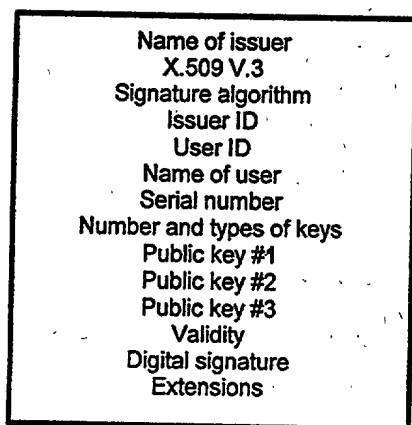 Name of issuer
X.509 V.3
Signature algorithm
Issuer ID
User ID
Name of user
Serial number
Number and types of keys
Public key #1
Public key #2
Public key #3
Validity
Digital signature
Extensions